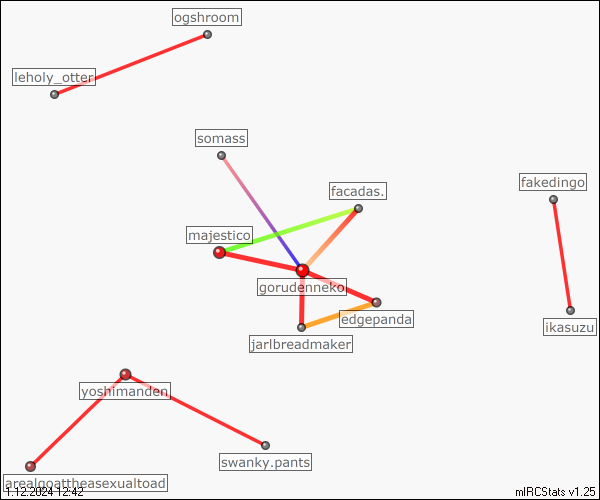 ogshroom
leholy_otter
somass
fakedingo
facadas.
majestico
gorudenneko
edgepanda
ikasuzu
jarlbreadmaker
yoshimanden
swanky.pants
arealgoattheasexualtoad
1.12.2024 12:42
mIRCStats v1.25